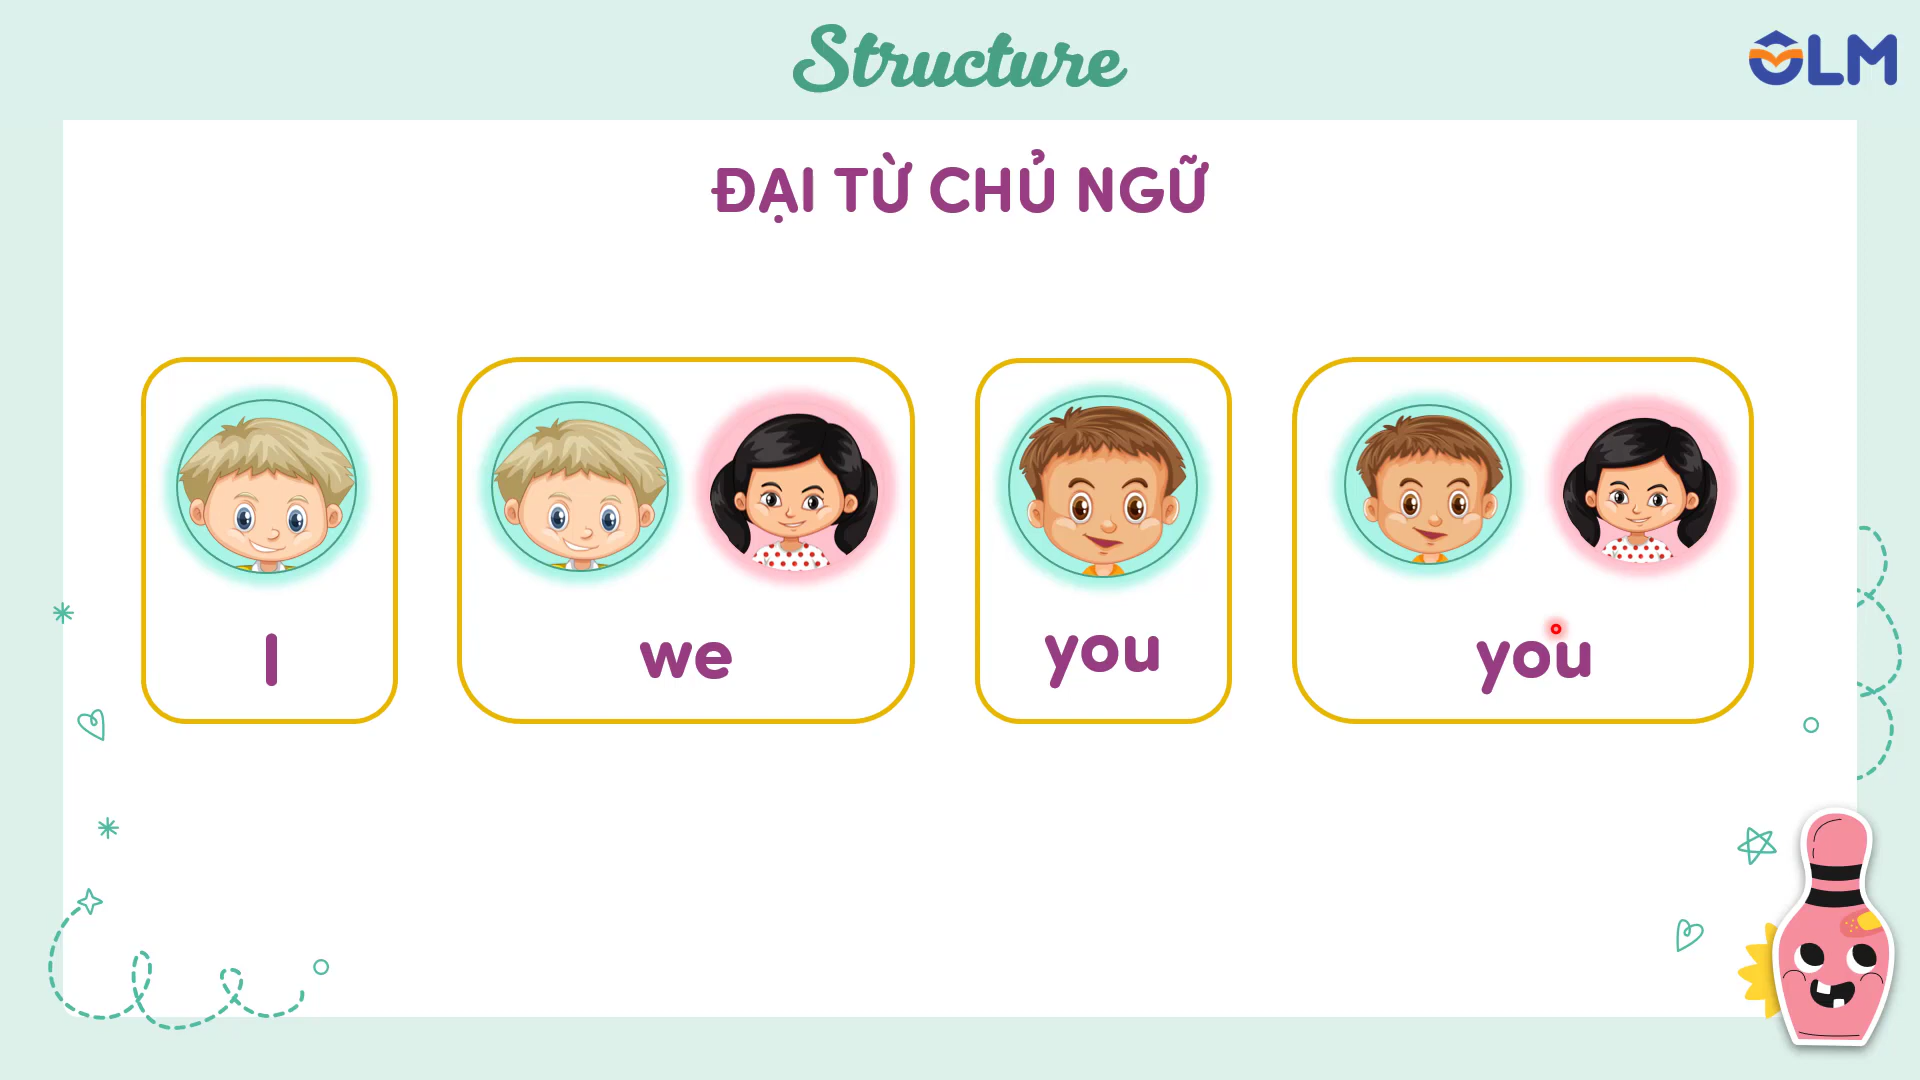 Structure
OLM
ĐẠI TỪ CHỦ NGỮ
I
we
you
you